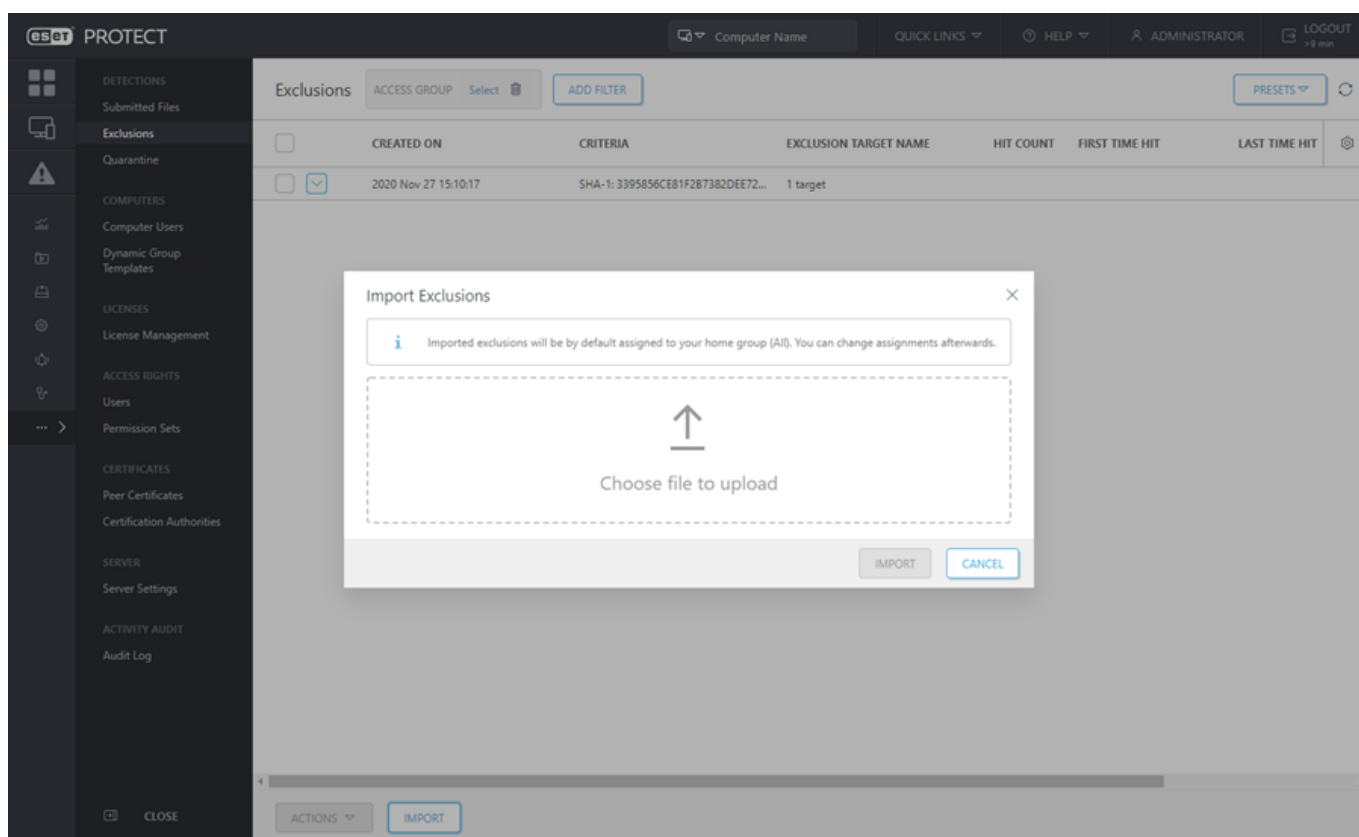 eset PROTECT
Computer Name
QUICK LINKS
HELP
ADMINISTRATOR
LOGOUT
>9 min
DETECTIONS
Submitted Files
Exclusions
Quarantine
COMPUTERS
Computer Users
Dynamic Group
Templates
LICENSES
License Management
ACCESS RIGHTS
Users
Permission Sets
CERTIFICATES
Peer Certificates
Certification Authorities
SERVER
Server Settings
ACTIVITY AUDIT
Audit Log
CLOSE
Exclusions ACCESS GROUP Select ADD FILTER PRESETS
CREATED ON CRITERIA EXCLUSION TARGET NAME HIT COUNT FIRST TIME HIT LAST TIME HIT
2020 Nov 27 15:10:17 SHA-1: 3395856CE81F2B7382DEE72... 1 target
Import Exclusions
Imported exclusions will be by default assigned to your home group (All). You can change assignments afterwards.
Choose file to upload
IMPORT CANCEL
ACTIONS IMPORT